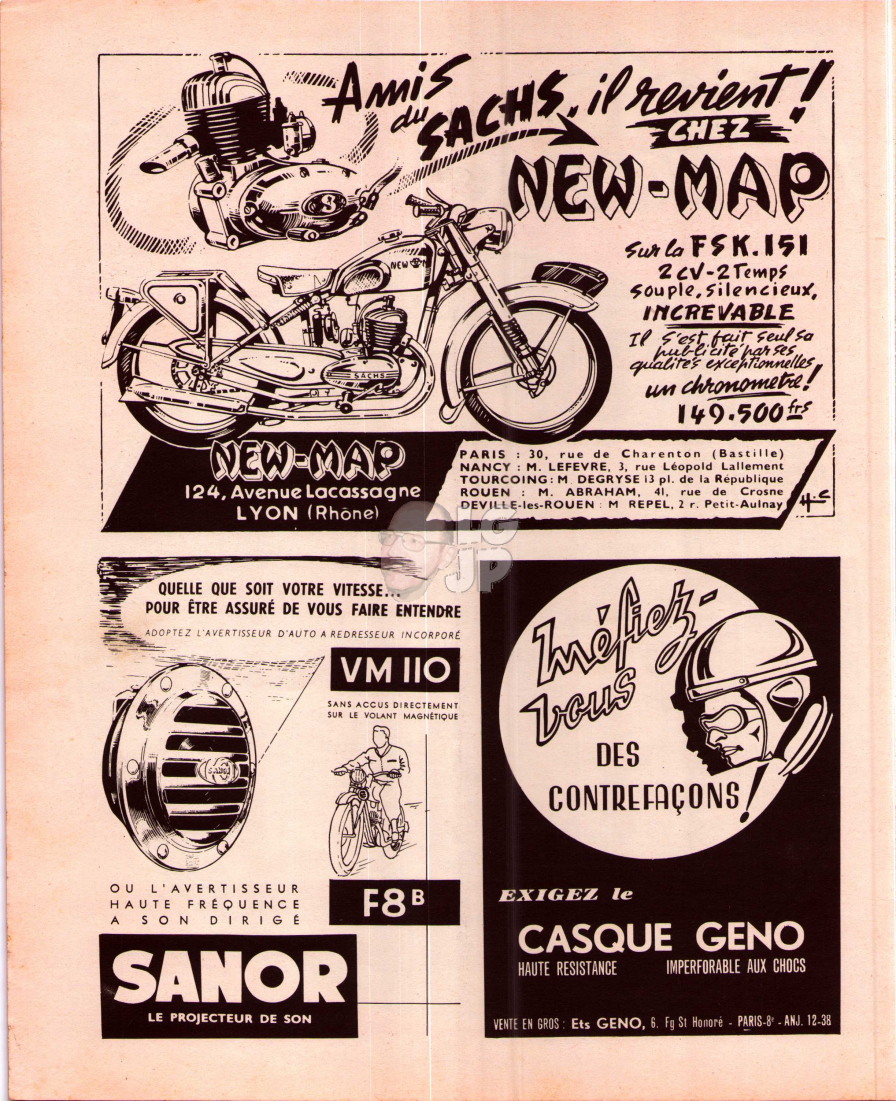 Amis du SACHS, il revient!
CHEZ
NEW-MAP
Sur la FSK.151
2 CV-2 Temps
Souple, Silencieux,
INCREVABLE
Il s'est fait seul sa
publicité par ses
qualités exceptionnelles
un chronometre!
149.500 frs
NEW-MAP
SACHS
NEW-MAP
124, Avenue Lacassagne
LYON (Rhône)
PARIS : 30, rue de Charenton (Bastille)
NANCY : M. LEFEVRE, 3, rue Léopold Lallement
TOURCOING: M. DEGRYSE 13 pl. de la République
ROUEN : M. ABRAHAM, 41, rue de Crosne
DEVILLE-les-ROUEN : M REPEL, 2 r. Petit-Aulnay
H.C
IG
JP
QUELLE QUE SOIT VOTRE VITESSE...
POUR ÊTRE ASSURÉ DE VOUS FAIRE ENTENDRE
ADOPTEZ L'AVERTISSEUR D'AUTO A REDRESSEUR INCORPORÉ
VM 110
SANS ACCUS DIRECTEMENT
SUR LE VOLANT MAGNÉTIQUE
SANOR
OU L'AVERTISSEUR
HAUTE FRÉQUENCE
A SON DIRIGÉ
F8B
SANOR
LE PROJECTEUR DE SON
Méfiez-
vous
DES
CONTREFAÇONS!
EXIGEZ le
CASQUE GENO
HAUTE RESISTANCE IMPERFORABLE AUX CHOCS
VENTE EN GROS : Ets GENO, 6, Fg St Honoré - PARIS-8e - ANJ. 12-38